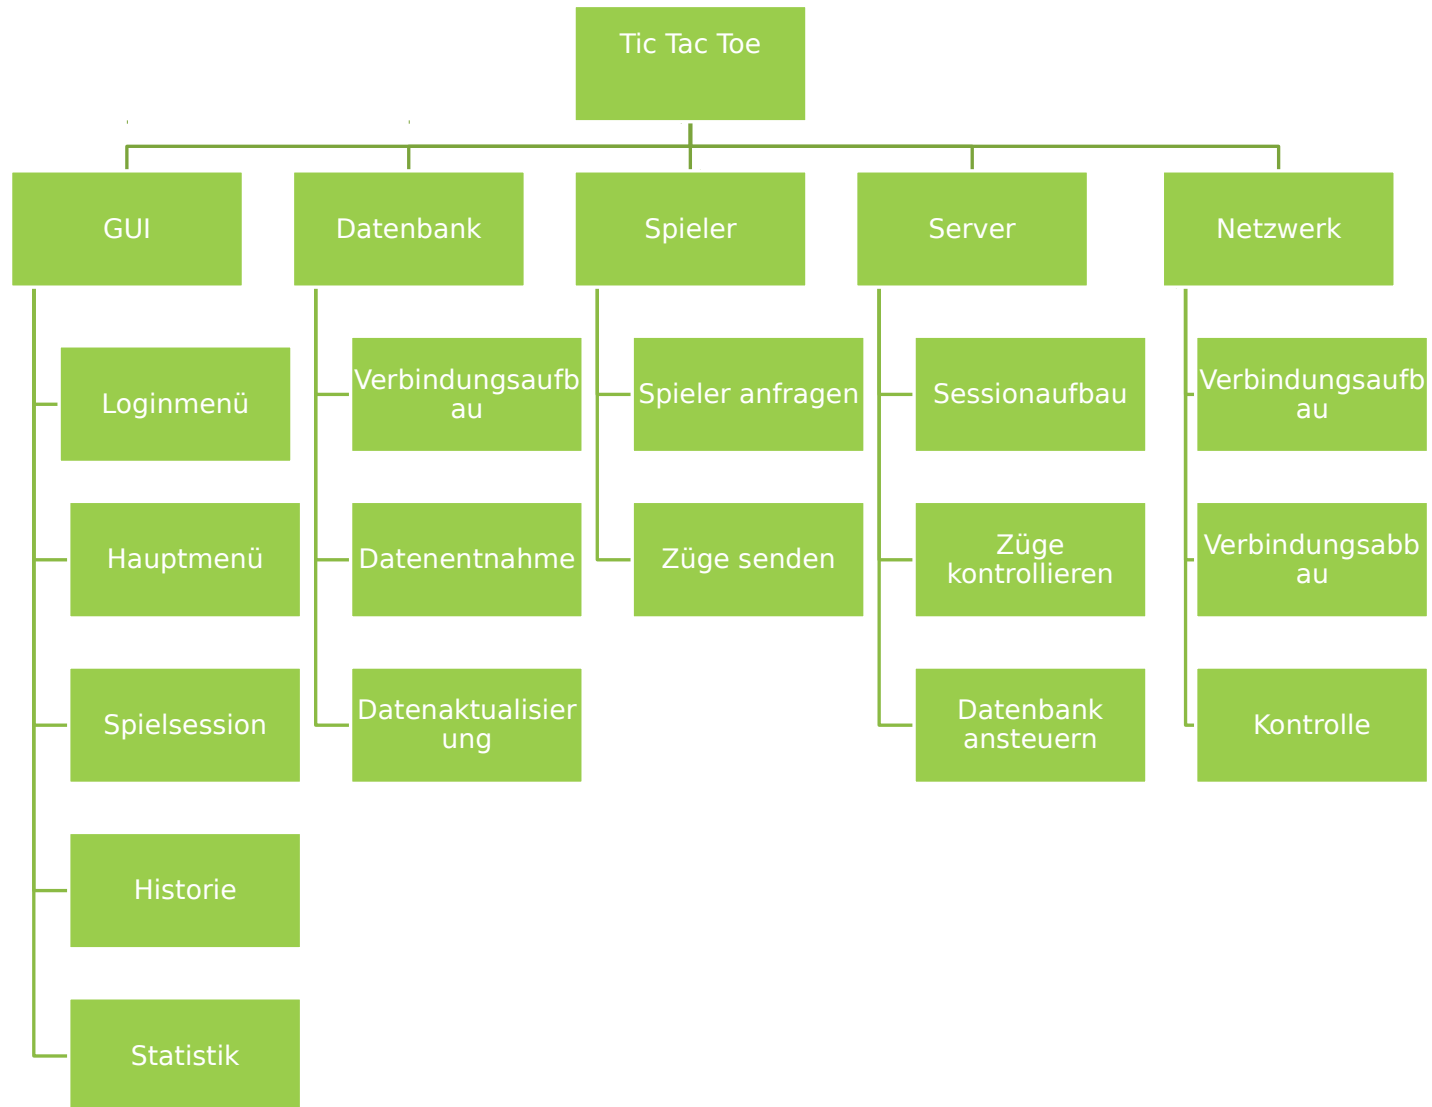 Tic Tac Toe
GUI
Datenbank
Spieler
Server
Netzwerk
Loginmenü
Hauptmenü
Spielsession
Historie
Statistik
Verbindungsaufb
au
Datenentnahme
Datenaktualisier
ung
Spieler anfragen
Züge senden
Sessionaufbau
Züge
kontrollieren
Datenbank
ansteuern
Verbindungsaufb
au
Verbindungsabb
au
Kontrolle